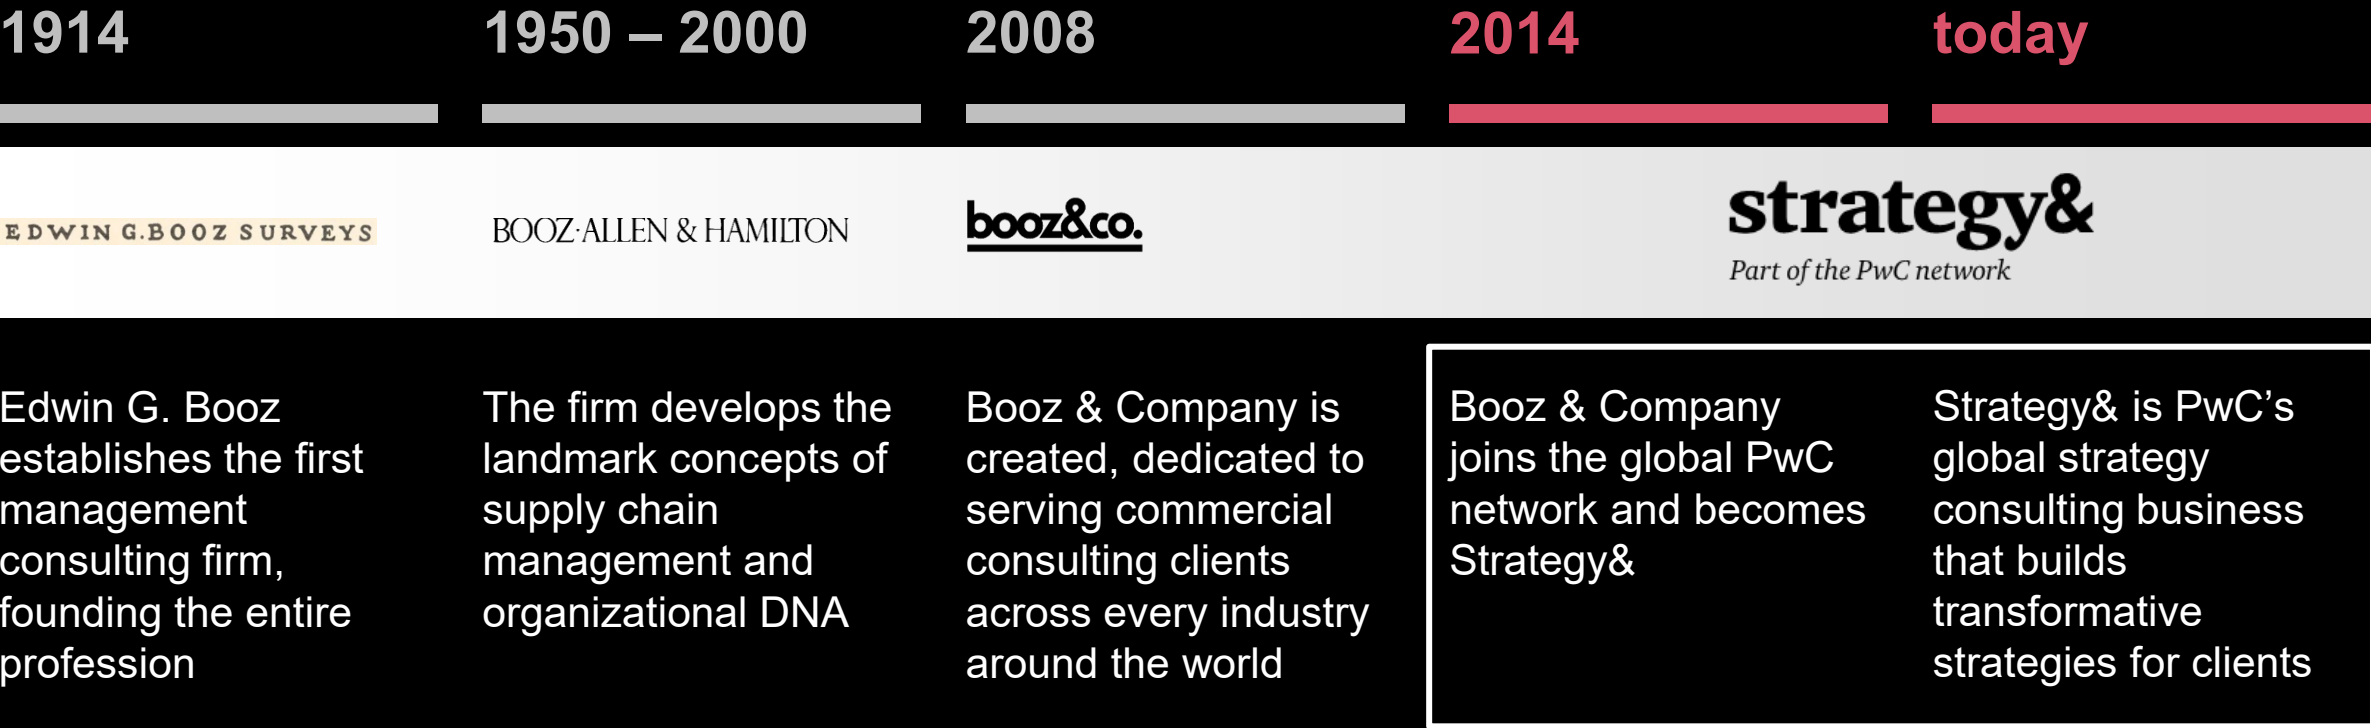 1914
1950 – 2000
2008
2014
today
EDWIN G.BOOZ SURVEYS
BOOZ·ALLEN & HAMILTON
booz&co.
strategy&
Part of the PwC network
Edwin G. Booz
establishes the first
management
consulting firm,
founding the entire
profession
The firm develops the
landmark concepts of
supply chain
management and
organizational DNA
Booz & Company is
created, dedicated to
serving commercial
consulting clients
across every industry
around the world
Booz & Company
joins the global PwC
network and becomes
Strategy&
Strategy& is PwC’s
global strategy
consulting business
that builds
transformative
strategies for clients